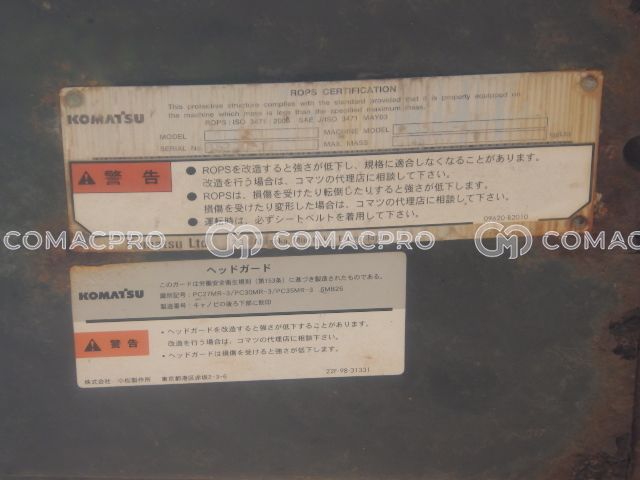 ROPS CERTIFICATION
This protective structure complies with the standard provided that it is properly equipped on
the machine which mass is less than the specified maximum mass.
ROPS : ISO 3471 : 2008 SAE J/ISO 3471 MAY03
KOMATSU
MODEL MACHINE MODEL
SERIAL No. MAX. MASS
警告
● ROPSを改造すると強さが低下し、規格に適合しなくなることがあります。
改造を行う場合は、コマツの代理店に相談して下さい。
● ROPSは、損傷を受けたり転倒したりすると強さが低下します。
損傷を受けたり変形した場合は、コマツの代理店に相談して下さい。
● 運転時は、必ずシートベルトを着用して下さい。
09620-E2010
Komatsu Ltd.
COMACPRO COMACPRO COMACPRO
ヘッドガード
KOMATSU
このガードは労働安全衛生規則(第153条)に基づき製造されたものである。
識別記号:PC27MR-3/PC30MR-3/PC35MR-3
製造番号:キャノピの後ろ下部に刻印
警告
・ヘッドガードを改造すると強さが低下することがあります。
改造を行う場合は、コマツの代理店に相談して下さい。
・ヘッドガードは損傷を受けると強さが低下します。
株式会社 小松製作所 東京都港区赤坂2-3-6
22F-98-31331